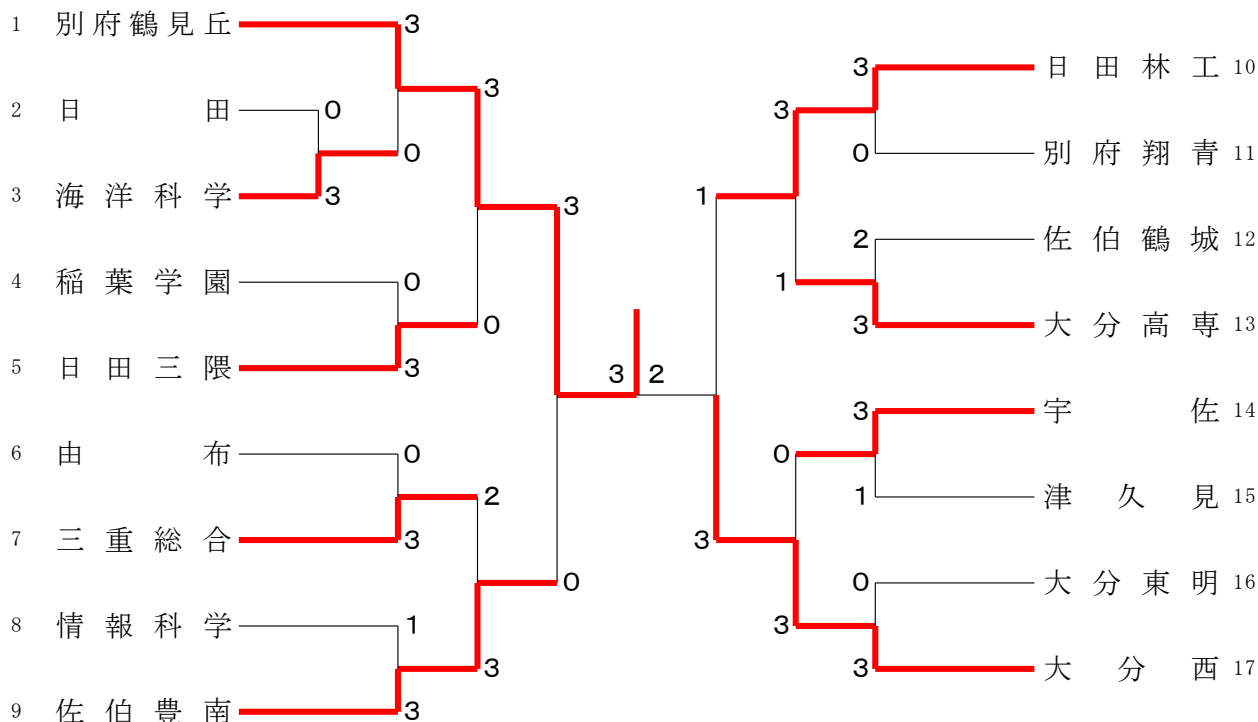 1 別府鶴見丘 3
3 日田林工 10
2 日田 0
3
3
0
0 別府翔青 11
3 海洋科学 3
3
1
2 佐伯鶴城 12
4 稲葉学園 0
1
0
3 大分高専 13
5 日田三隈 3
3 2
3 宇佐 14
6 由布 0
0
2
1 津久見 15
7 三重総合 3
3
0
0 大分東明 16
8 情報科学 1
3
3
3 大分西 17
9 佐伯豊南 3